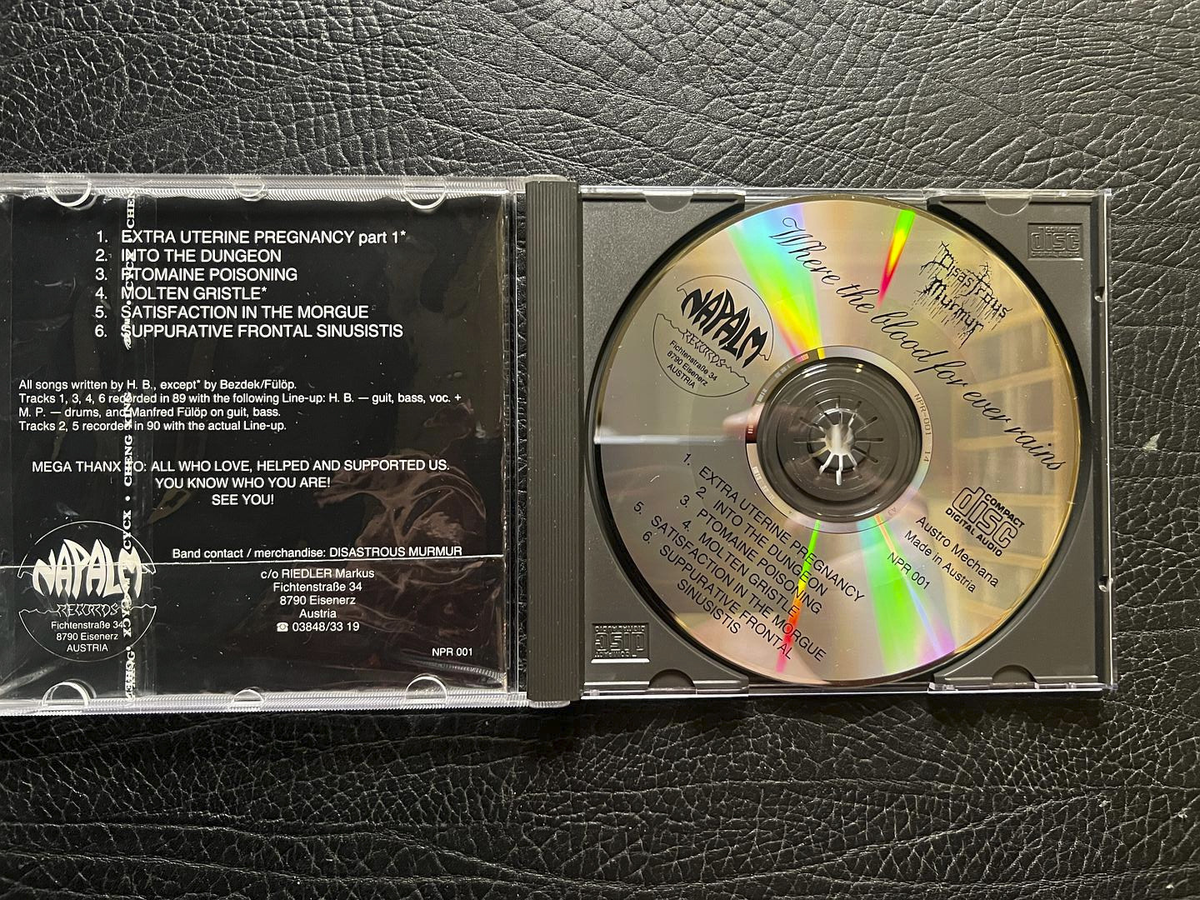 1. EXTRA UTERINE PREGNANCY part 1*
2. INTO THE DUNGEON
3. PTOMAINE POISONING
4. MOLTEN GRISTLE*
5. SATISFACTION IN THE MORGUE
6. SUPPURATIVE FRONTAL SINUSISTIS
All songs written by H. B., except* by Bezdek/Fülöp.
Tracks 1, 3, 4, 6 recorded in 89 with the following Line-up: H. B. — guit, bass, voc. +
M. P. — drums, and Manfred Fülöp on guit, bass.
Tracks 2, 5 recorded in 90 with the actual Line-up.
MEGA THANX TO: ALL WHO LOVE, HELPED AND SUPPORTED US.
YOU KNOW WHO YOU ARE!
SEE YOU!
Band contact / merchandise: DISASTROUS MURMUR
c/o RIEDLER Markus
Fichtenstraße 34
8790 Eisenerz
Austria
☎ 03848/33 19
NPR 001
NAPALM
RECORDS
Fichtenstraße 34
8790 Eisenerz
AUSTRIA
CHENG
CYCX
Where the blood for ever rains
Disastrous
Murmur
NAPALM
RECORDS
Fichtenstraße 34
8790 Eisenerz
AUSTRIA
NPR-001
1. EXTRA UTERINE PREGNANCY
2. INTO THE DUNGEON
3. PTOMAINE POISONING
4. MOLTEN GRISTLE
5. SATISFACTION IN THE MORGUE
6. SUPPURATIVE FRONTAL
SINUSISTIS
COMPACT
disc
DIGITAL AUDIO
Austro Mechana
Made in Austria
NPR 001
disc
disc